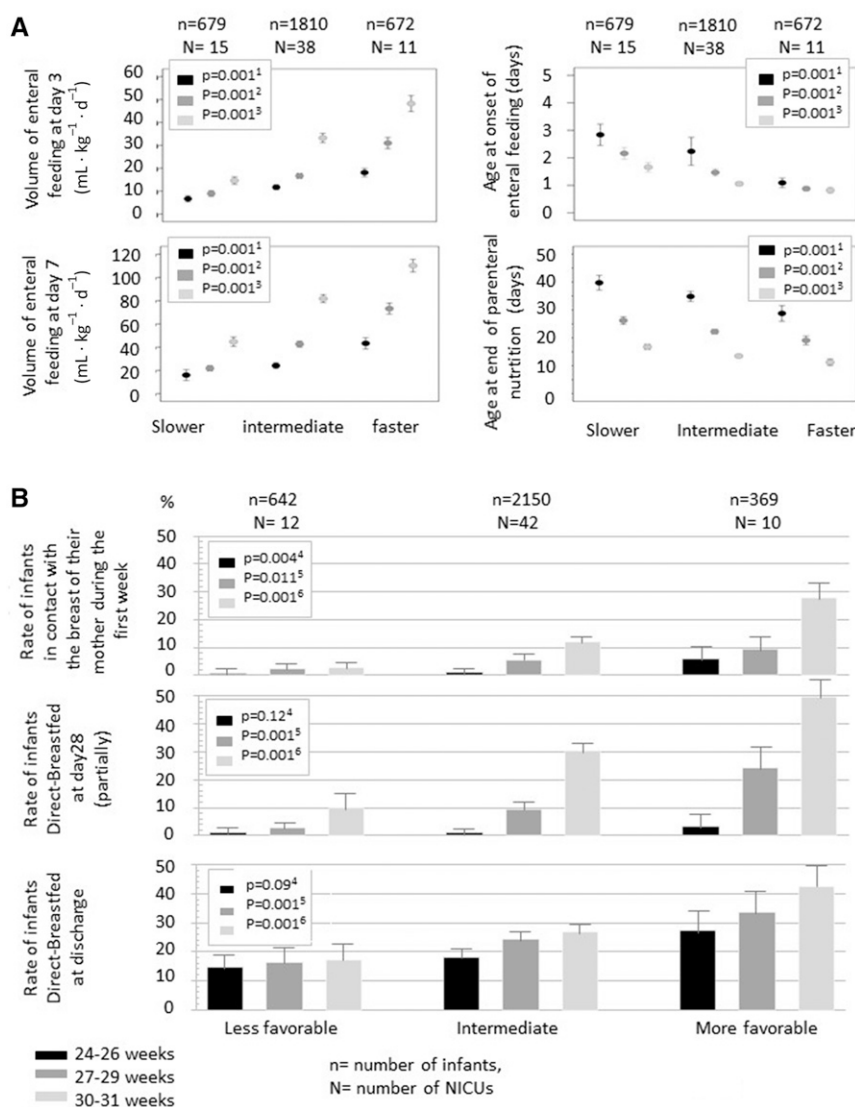 A
n=679 n=1810 n=672
N= 15 N=38 N= 11
Volume of enteral
feeding at day 3
(mL · kg⁻¹ · d⁻¹)
60
50
40
30
20
10
0
p=0.001¹
P=0.001²
P=0.001³
n=679 n=1810 n=672
N= 15 N=38 N= 11
Age at onset of
enteral feeding (days)
5
4
3
2
1
0
p=0.001¹
P=0.001²
P=0.001³
Volume of enteral
feeding at day 7
(mL · kg⁻¹ · d⁻¹)
120
100
80
60
40
20
0
p=0.001¹
P=0.001²
P=0.001³
Slower intermediate faster
Age at end of parenteral
nutrtition (days)
50
40
30
20
10
0
p=0.001¹
P=0.001²
P=0.001³
Slower Intermediate Faster
B
% n=642 n=2150 n=369
N= 12 N=42 N= 10
Rate of infants
in contact with
the breast of their
mother during the
first week
50
40
30
20
10
0
p=0.004⁴
P=0.011⁵
P=0.001⁶
Rate of infants
Direct-Breastfed
at day28
(partially)
50
40
30
20
10
0
p=0.12⁴
P=0.001⁵
P=0.001⁶
Rate of infants
Direct-Breastfed
at discharge
50
40
30
20
10
0
p=0.09⁴
P=0.001⁵
P=0.001⁶
Less favorable Intermediate More favorable
24-26 weeks
27-29 weeks
30-31 weeks
n= number of infants,
N= number of NICUs